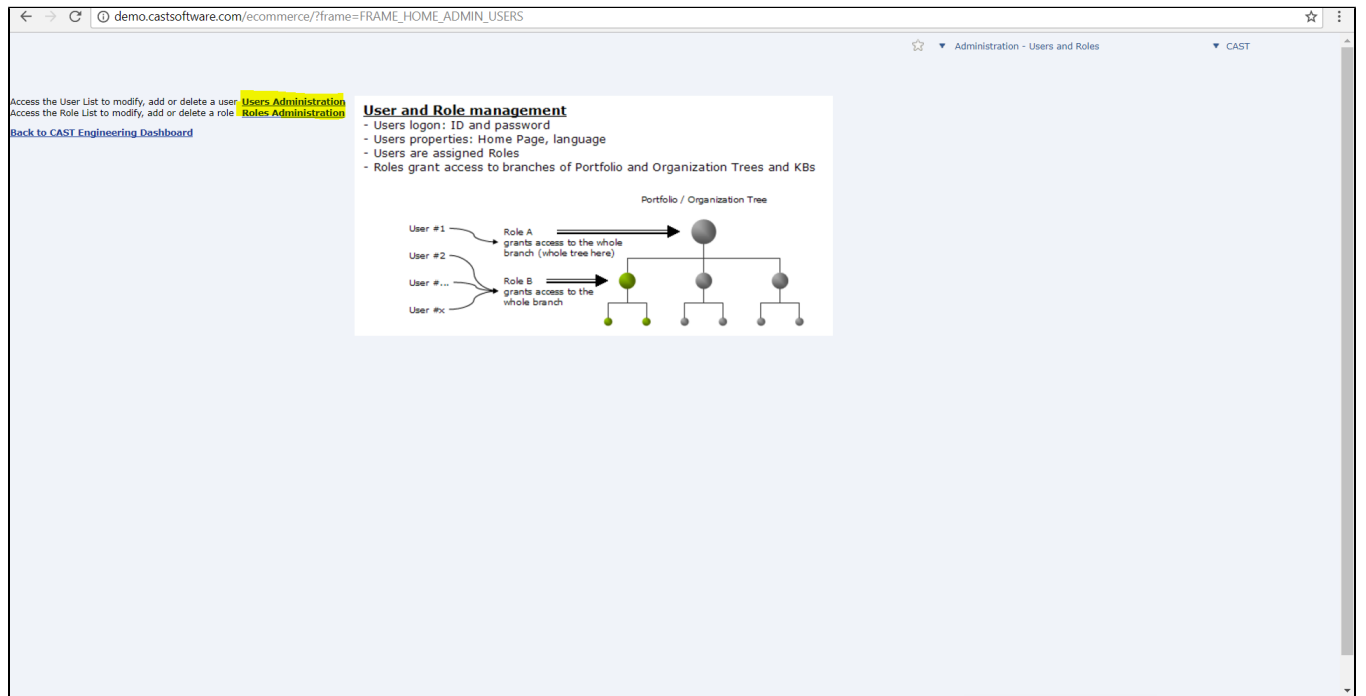 demo.castsoftware.com/ecommerce/?frame=FRAME_HOME_ADMIN_USERS
Administration - Users and Roles
CAST
Access the User List to modify, add or delete a user Users Administration
Access the Role List to modify, add or delete a role Roles Administration
Back to CAST Engineering Dashboard
User and Role management
- Users logon: ID and password
- Users properties: Home Page, language
- Users are assigned Roles
- Roles grant access to branches of Portfolio and Organization Trees and KBs
Portfolio / Organization Tree
User #1
Role A
grants access to the whole
branch (whole tree here)
User #2
User #...
Role B
grants access to the
whole branch
User #x